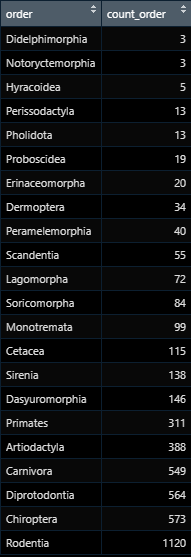 order count_order
Didelphimorphia 3
Notoryctemorphia 3
Hyracoidea 5
Perissodactyla 13
Pholidota 13
Proboscidea 19
Erinaceomorpha 20
Dermoptera 34
Peramelemorphia 40
Scandentia 55
Lagomorpha 72
Soricomorpha 84
Monotremata 99
Cetacea 115
Sirenia 138
Dasyuromorphia 146
Primates 311
Artiodactyla 388
Carnivora 549
Diprotodontia 564
Chiroptera 573
Rodentia 1120